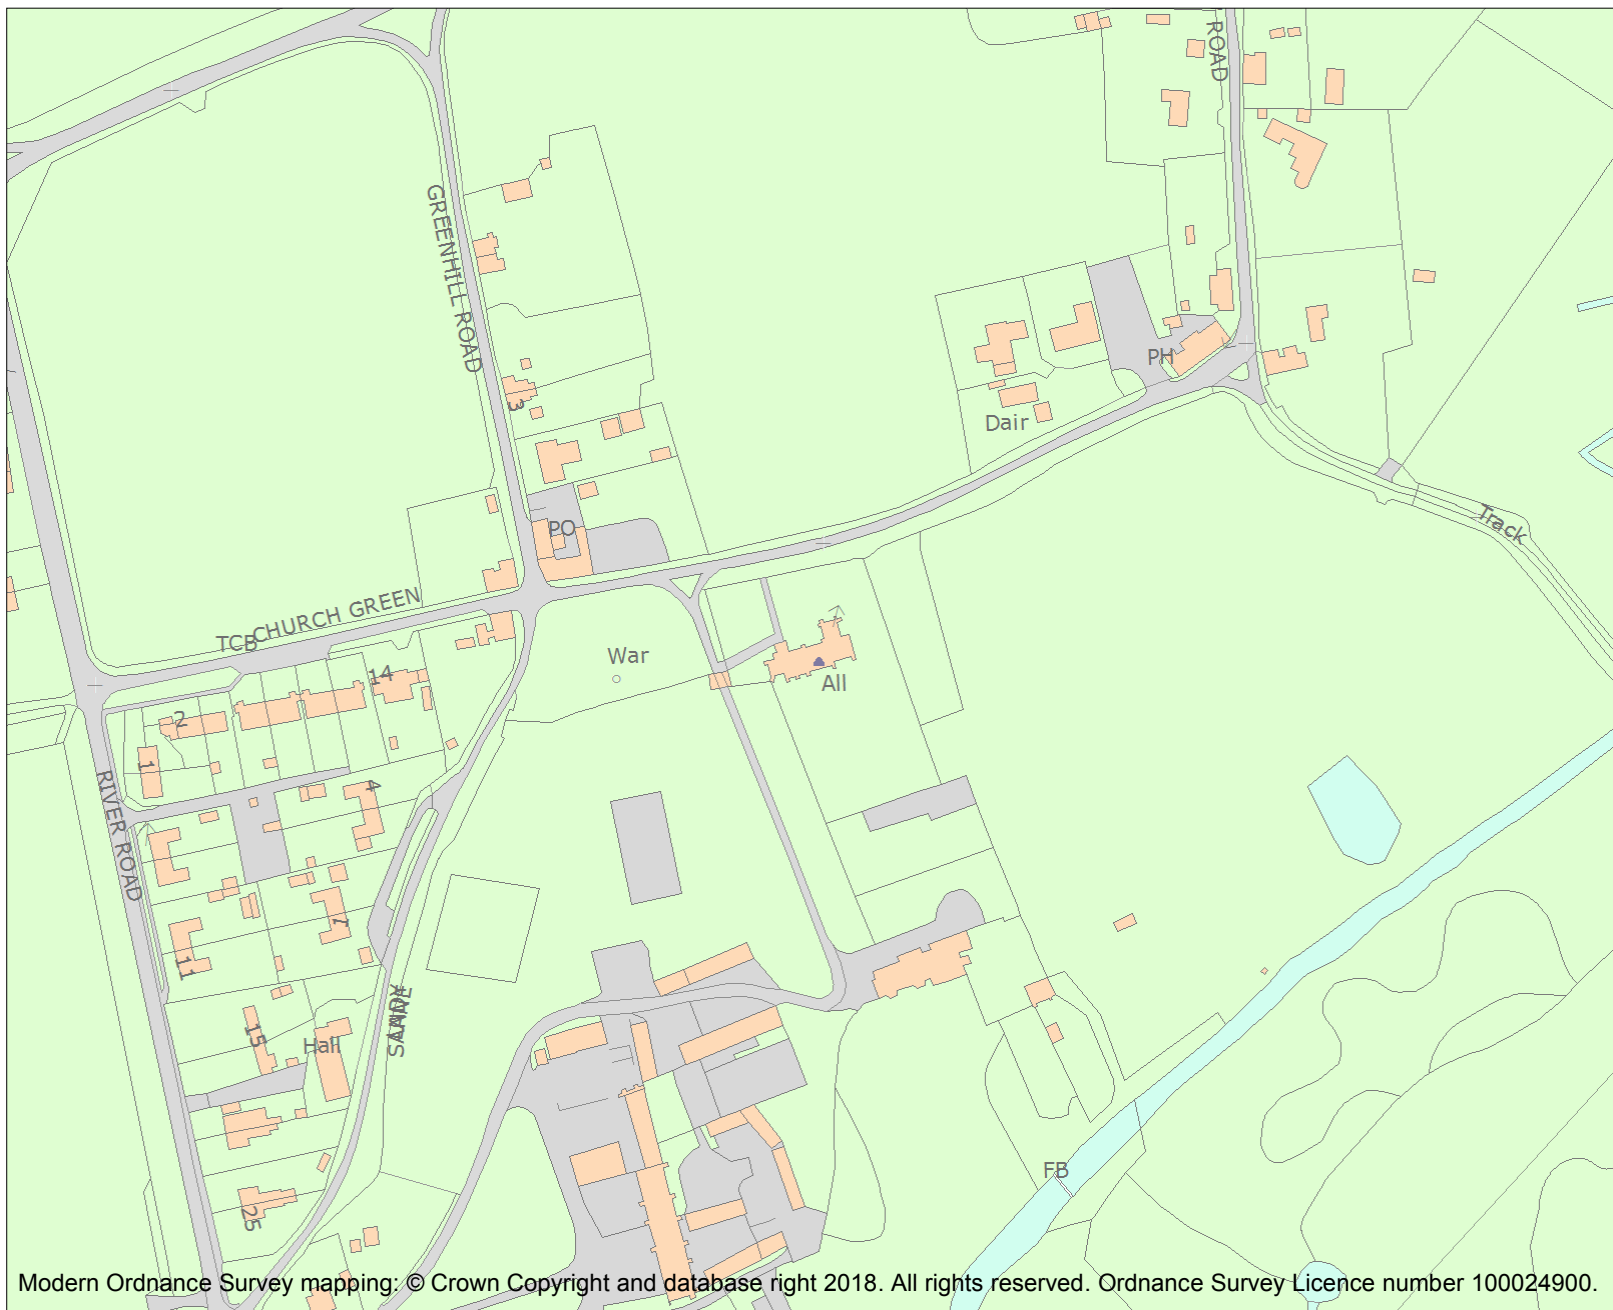 ROAD
GREENHILL ROAD
3
PH
Dair
Track
PO
CHURCH GREEN
TCB
War
14
All
2
1
4
RIVER ROAD
7
11
SANDY
LANE
15
Hall
FB
25
Modern Ordnance Survey mapping: © Crown Copyright and database right 2018. All rights reserved. Ordnance Survey Licence number 100024900.